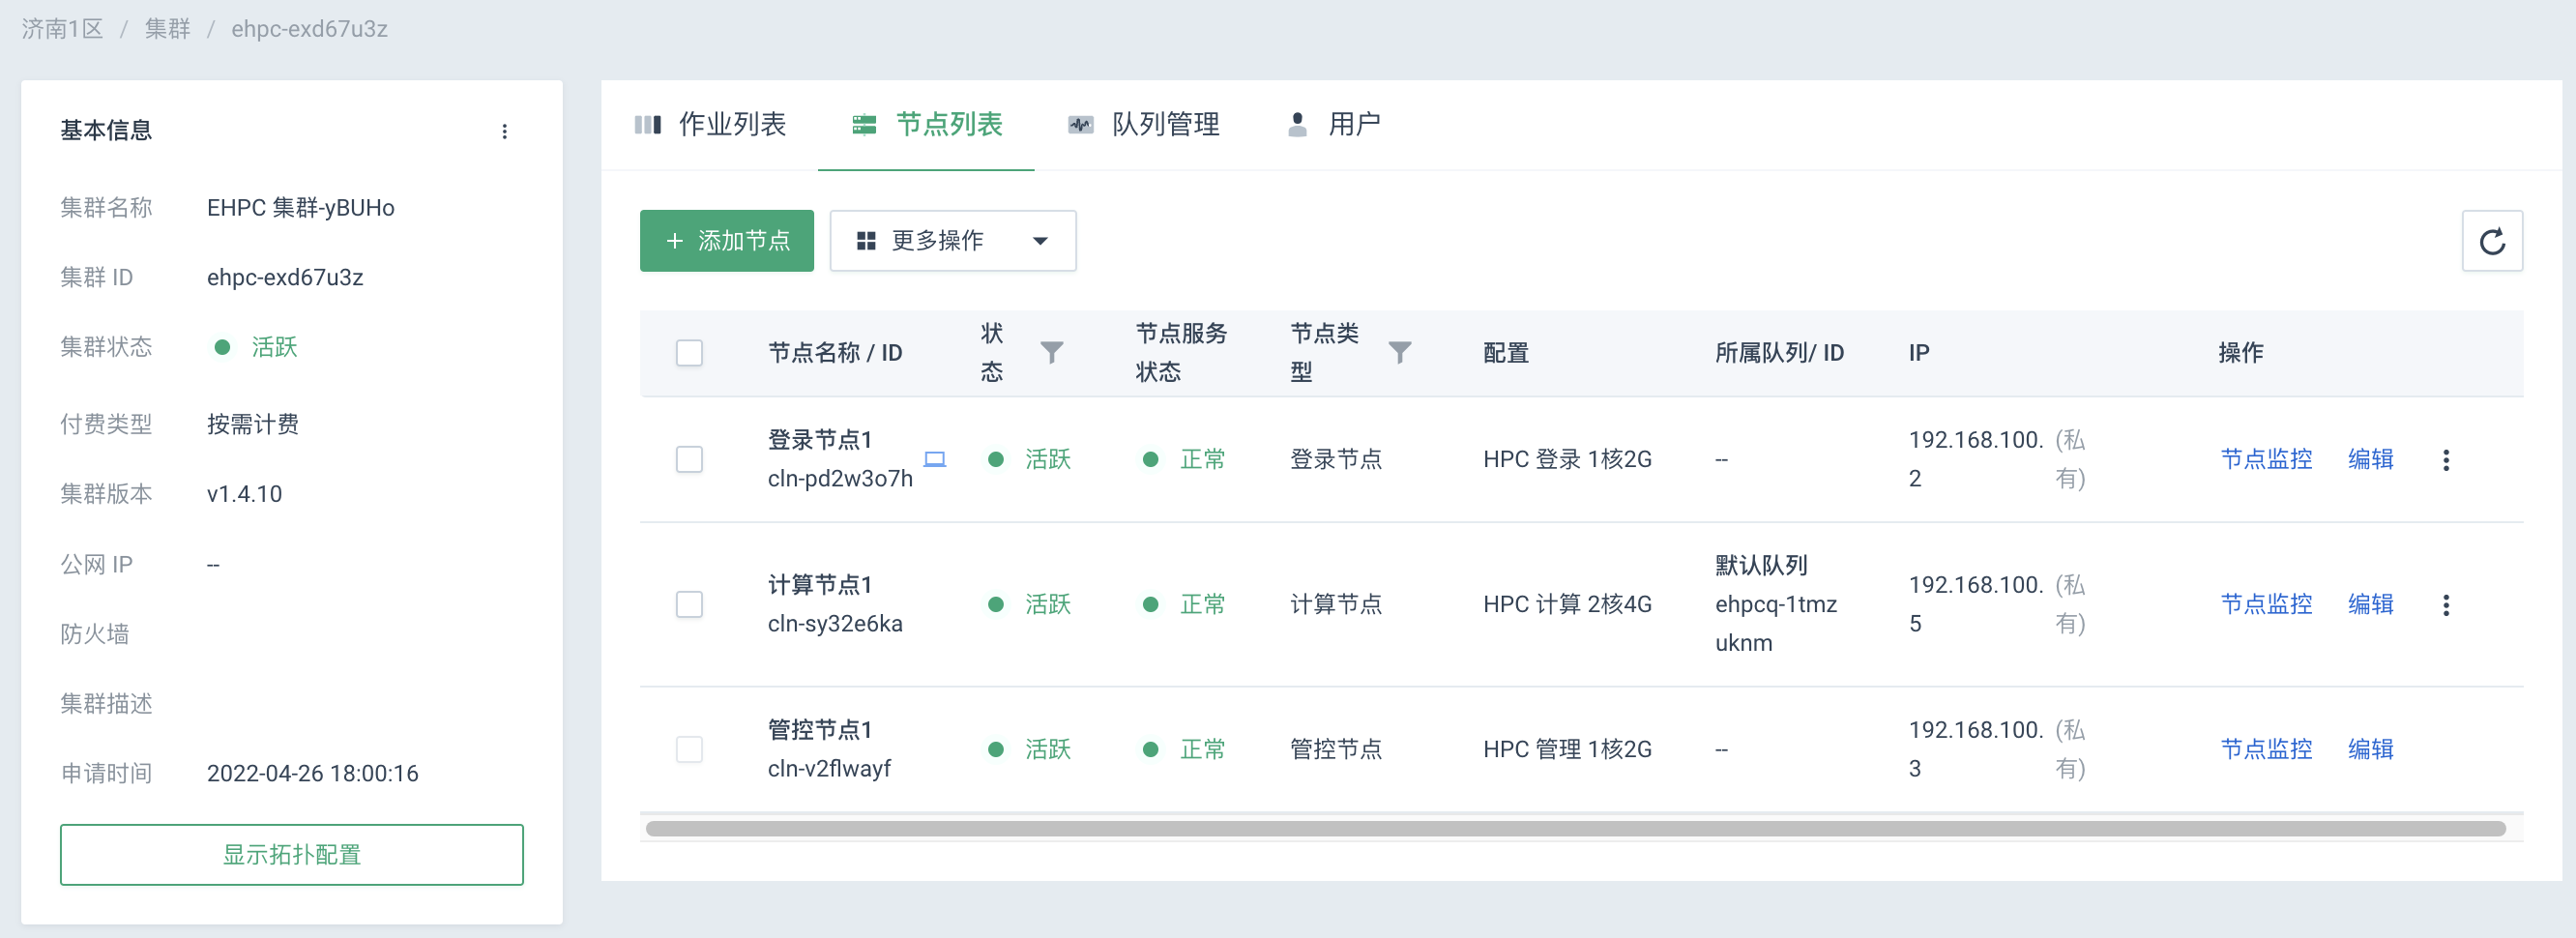 济南1区 / 集群 / ehpc-exd67u3z
基本信息
集群名称 EHPC 集群-yBUHo
集群 ID ehpc-exd67u3z
集群状态 活跃
付费类型 按需计费
集群版本 v1.4.10
公网 IP --
防火墙
集群描述
申请时间 2022-04-26 18:00:16
显示拓扑配置
作业列表 节点列表 队列管理 用户
+ 添加节点 更多操作
节点名称 / ID 状态 节点服务状态 节点类型 配置 所属队列/ ID IP 操作
登录节点1
cln-pd2w3o7h
活跃 正常 登录节点 HPC 登录 1核2G --
192.168.100.2 (私有)
节点监控 编辑
计算节点1
cln-sy32e6ka
活跃 正常 计算节点 HPC 计算 2核4G
默认队列
ehpcq-1tmz
uknm
192.168.100.5 (私有)
节点监控 编辑
管控节点1
cln-v2flwayf
活跃 正常 管控节点 HPC 管理 1核2G --
192.168.100.3 (私有)
节点监控 编辑